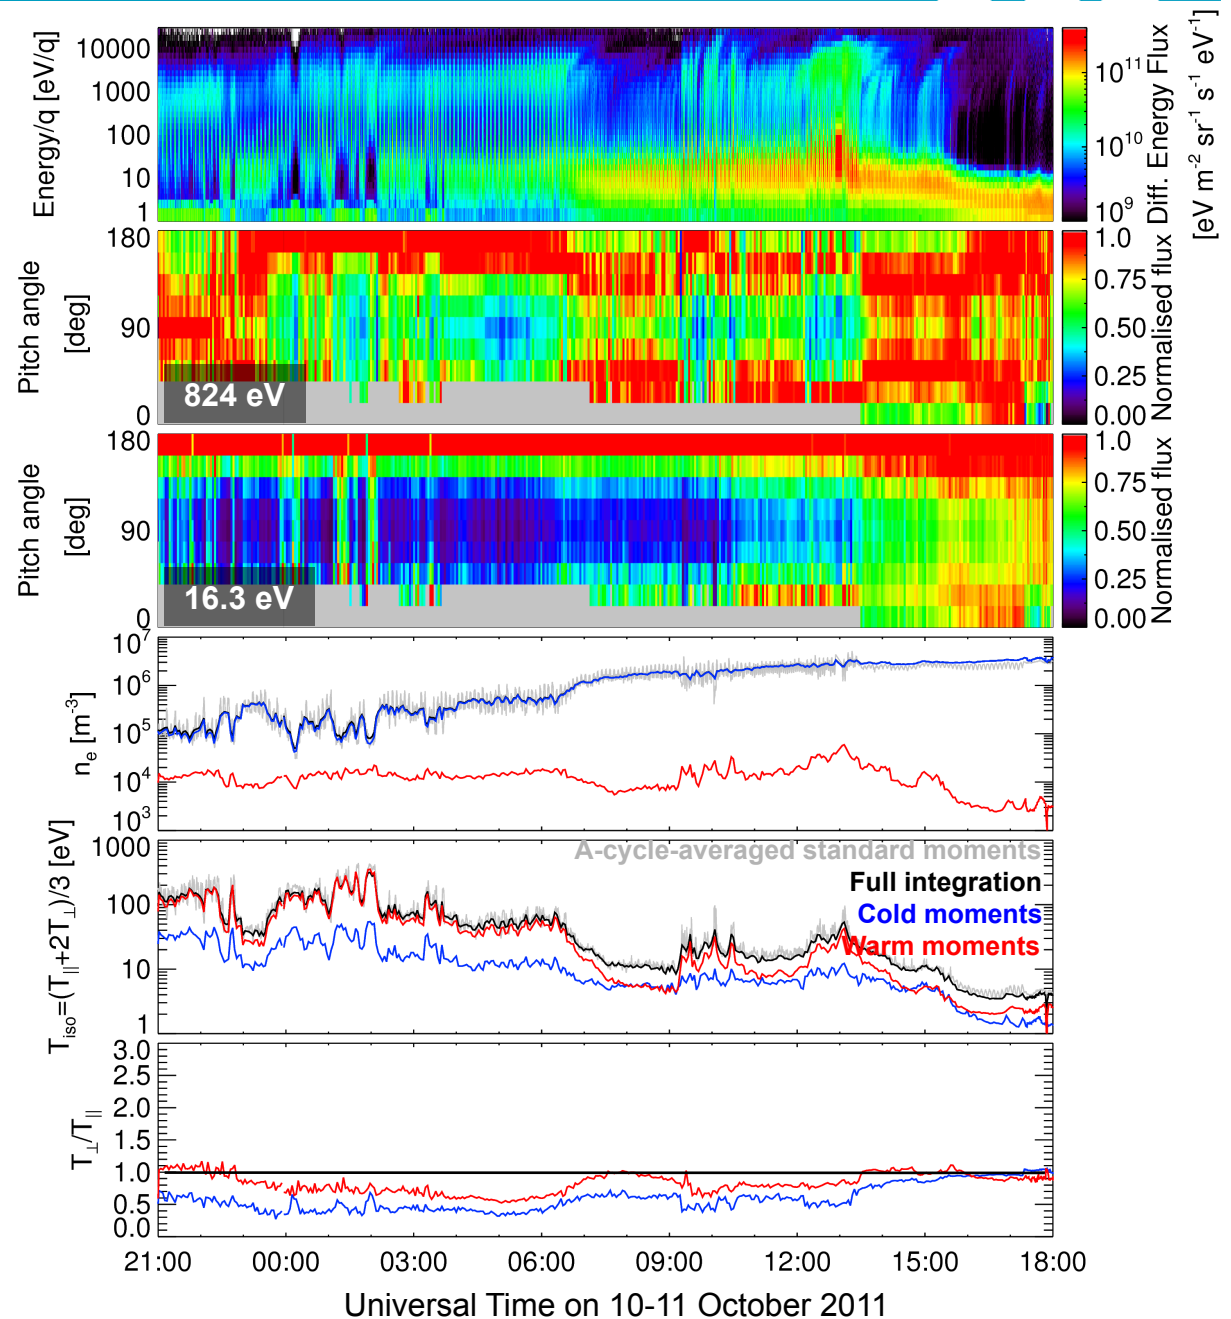 Energy/q [eV/q]
10000
1000
100
10
1
10¹¹
10¹⁰
10⁹
Diff. Energy Flux
[eV m⁻² sr⁻¹ s⁻¹ eV⁻¹]
Pitch angle
[deg]
180
90
0
824 eV
1.0
0.75
0.50
0.25
0.00
Normalised flux
Pitch angle
[deg]
180
90
0
16.3 eV
1.0
0.75
0.50
0.25
0.00
Normalised flux
nₑ [m⁻³]
10⁷
10⁶
10⁵
10⁴
10³
T_iso=(T_∥+2T_⊥)/3 [eV]
1000
100
10
1
A-cycle-averaged standard moments
Full integration
Cold moments
Warm moments
T_⊥/T_∥
3.0
2.5
2.0
1.5
1.0
0.5
0.0
21:00 00:00 03:00 06:00 09:00 12:00 15:00 18:00
Universal Time on 10-11 October 2011